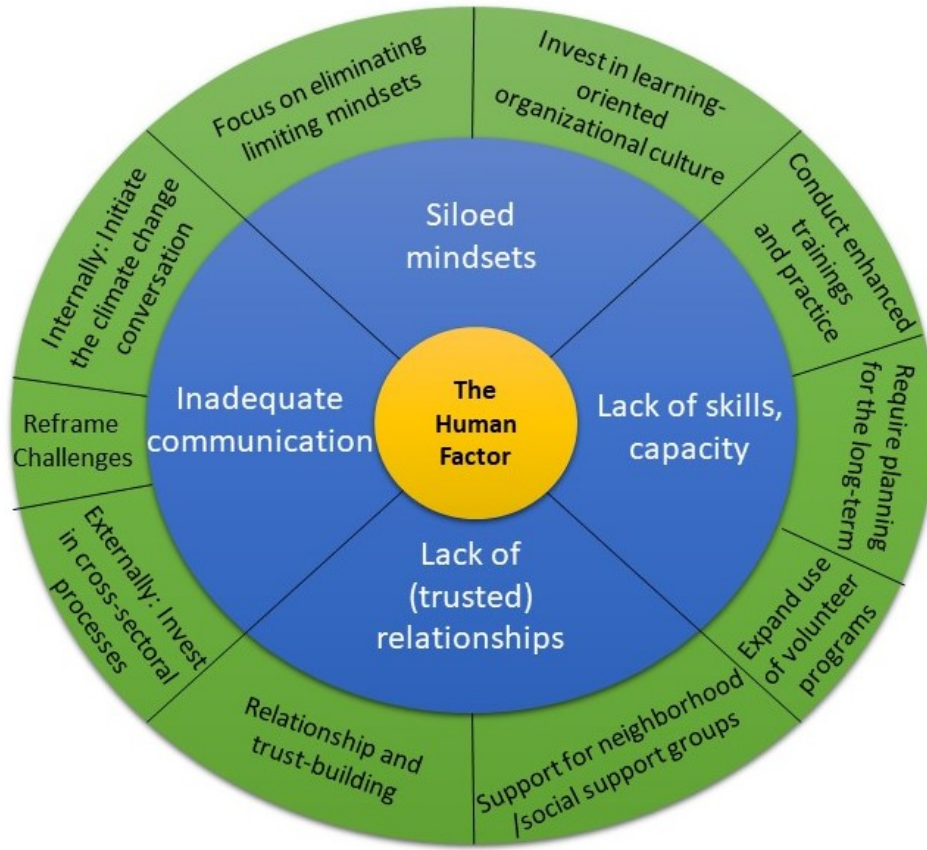 Focus on eliminating
limiting mindsets
Invest in learning-
oriented
organizational culture
Conduct enhanced
trainings
and practice
Require planning
for the long-term
Expand use
of volunteer
programs
Support for neighborhood
/social support groups
Relationship and
trust-building
Externally: Invest
in cross-sectoral
processes
Reframe
Challenges
Internally: Initiate
the climate change
conversation
Siloed
mindsets
Lack of skills,
capacity
Lack of
(trusted)
relationships
Inadequate
communication
The
Human
Factor